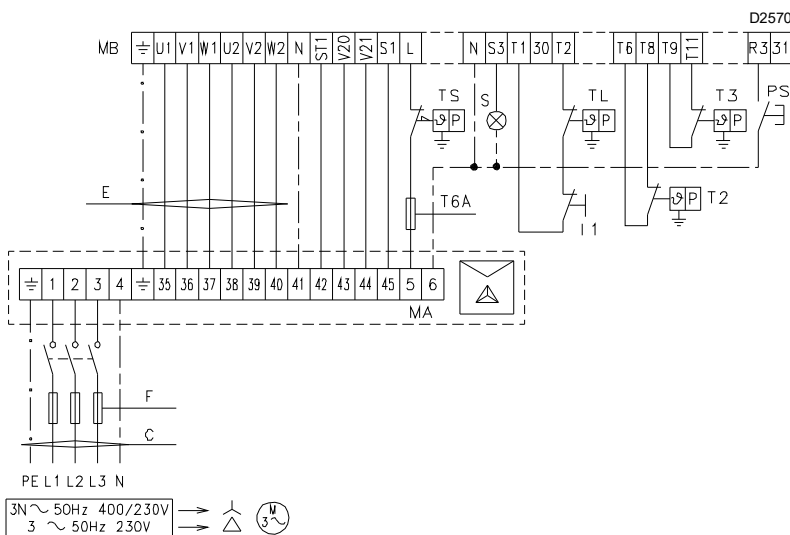 D2570
MB ⏚ U1 V1 W1 U2 V2 W2 N ST1 V20 V21 S1 L N S3 T1 30 T2 T6 T8 T9 T11 R3 31
TS
ϑ P
S
TL
ϑ P
T3
ϑ P
PS
E
T6A
I1
ϑ P
T2
⏚ 1 2 3 4 ⏚ 35 36 37 38 39 40 41 42 43 44 45 5 6
MA
F
C
PE L1 L2 L3 N
3N ~ 50Hz 400/230V
3 ~ 50Hz 230V
M
3~